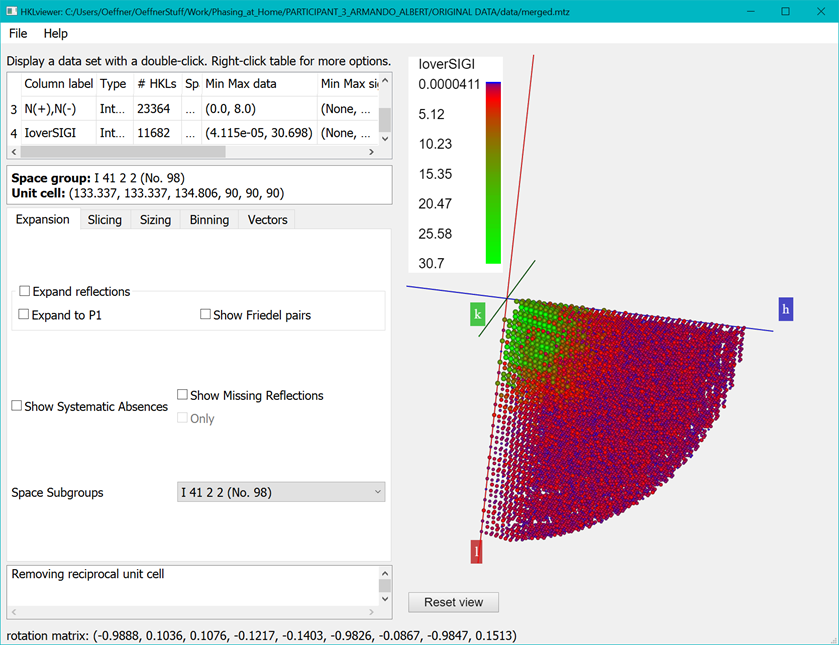 HKLviewer: C:/Users/Oeffner/OeffnerStuff/Work/Phasing_at_Home/PARTICIPANT_3_ARMANDO_ALBERT/ORIGINAL DATA/data/merged.mtz
File Help
Display a data set with a double-click. Right-click table for more options.
Column label Type # HKLs Sp Min Max data Min Max si
3 N(+),N(-) Int... 23364 ... (0.0, 8.0) (None, ...
4 IoverSIGI Int... 11682 ... (4.115e-05, 30.698) (None, ...
Space group: I 41 2 2 (No. 98)
Unit cell: (133.337, 133.337, 134.806, 90, 90, 90)
Expansion Slicing Sizing Binning Vectors
Expand reflections
Expand to P1 Show Friedel pairs
Show Systematic Absences
Show Missing Reflections
Only
Space Subgroups I 41 2 2 (No. 98)
Removing reciprocal unit cell
IoverSIGI
0.0000411
5.12
10.23
15.35
20.47
25.58
30.7
k
h
l
Reset view
rotation matrix: (-0.9888, 0.1036, 0.1076, -0.1217, -0.1403, -0.9826, -0.0867, -0.9847, 0.1513)